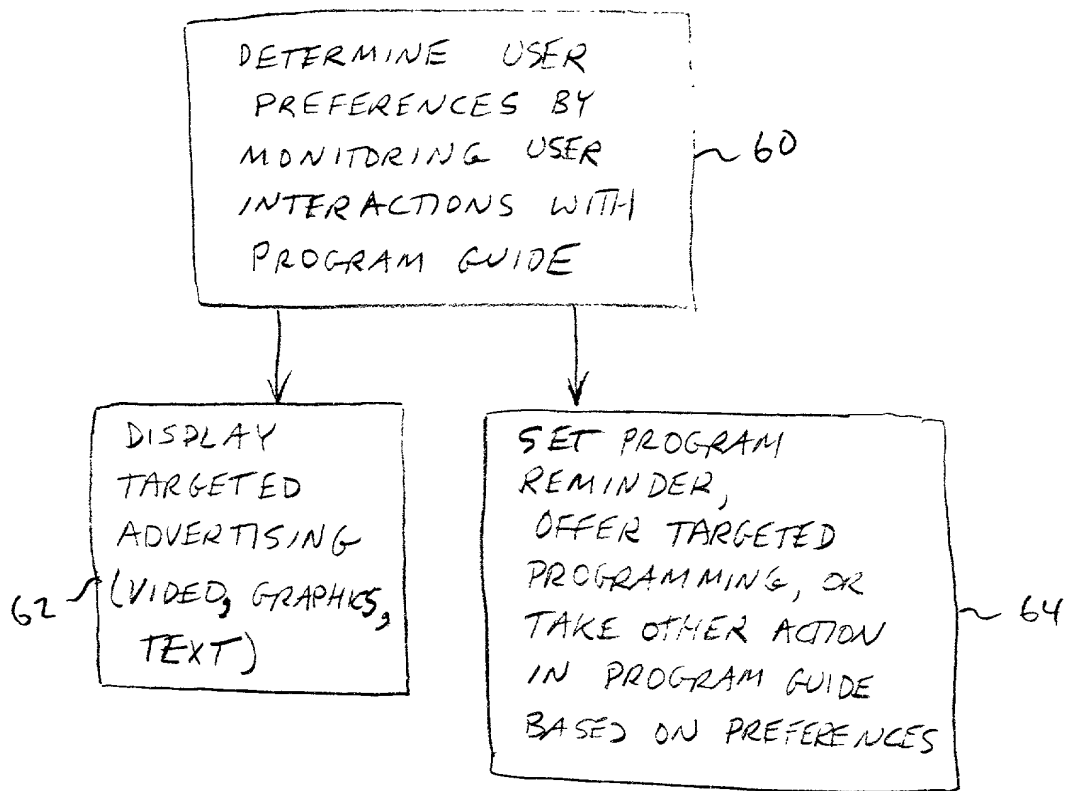 DETERMINE USER
PREFERENCES BY
MONITORING USER
INTERACTIONS WITH
PROGRAM GUIDE
60
DISPLAY
TARGETED
ADVERTISING
(VIDEO, GRAPHICS,
TEXT)
62
SET PROGRAM
REMINDER,
OFFER TARGETED
PROGRAMMING, OR
TAKE OTHER ACTION
IN PROGRAM GUIDE
BASED ON PREFERENCES
64